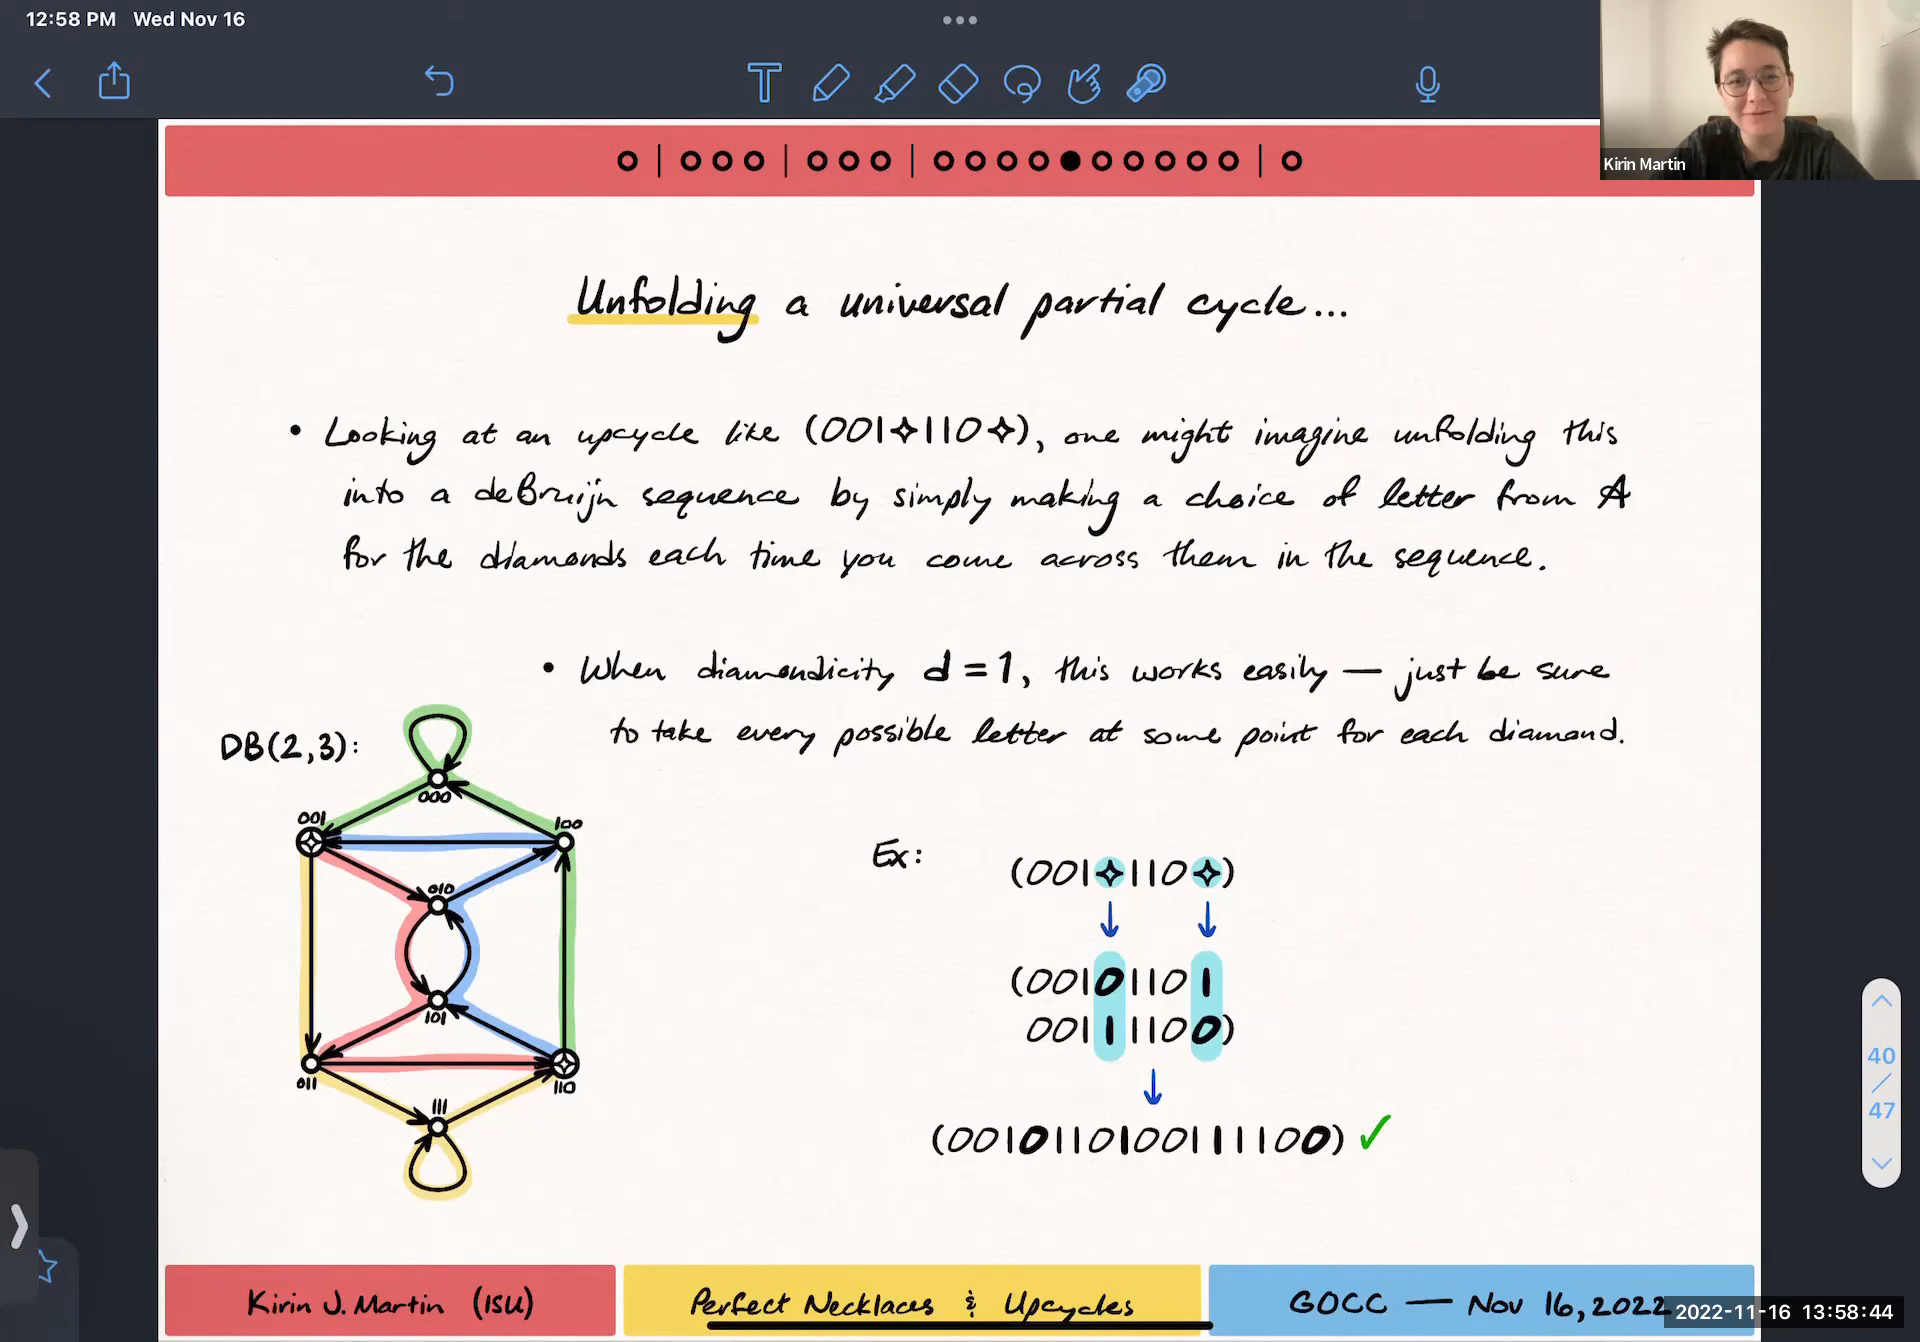 12:58 PM Wed Nov 16
Kirin Martin
Unfolding a universal partial cycle...
• Looking at an upcycle like (001✧110✧), one might imagine unfolding this
into a deBruijn sequence by simply making a choice of letter from A
for the diamonds each time you come across them in the sequence.
• When diamondicity d=1, this works easily — just be sure
to take every possible letter at some point for each diamond.
DB(2,3):
000
001
100
010
101
011
110
111
Ex:
(001✧110✧)
(00101101
00111100)
(0010110100111100) ✓
40
/
47
Kirin J. Martin (ISU)
Perfect Necklaces & Upcycles
GOCC — Nov 16, 2022
2022-11-16 13:58:44